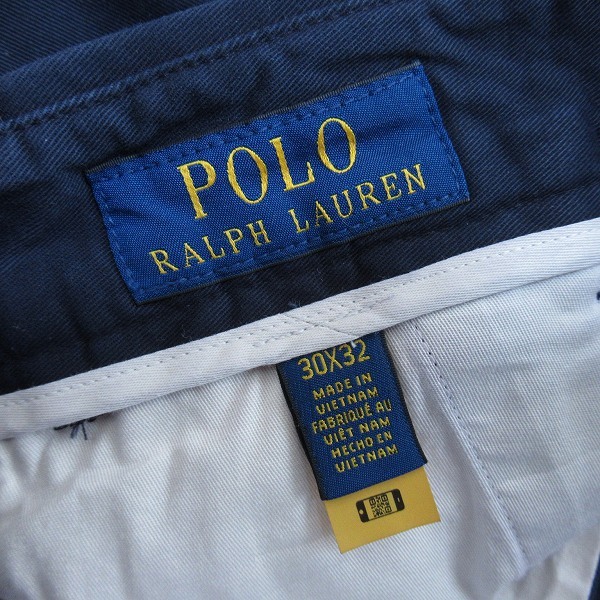 POLO
RALPH LAUREN
30X32
MADE IN
VIETNAM
FABRIQUÉ AU
VIÊT NAM
HECHO EN
VIETNAM